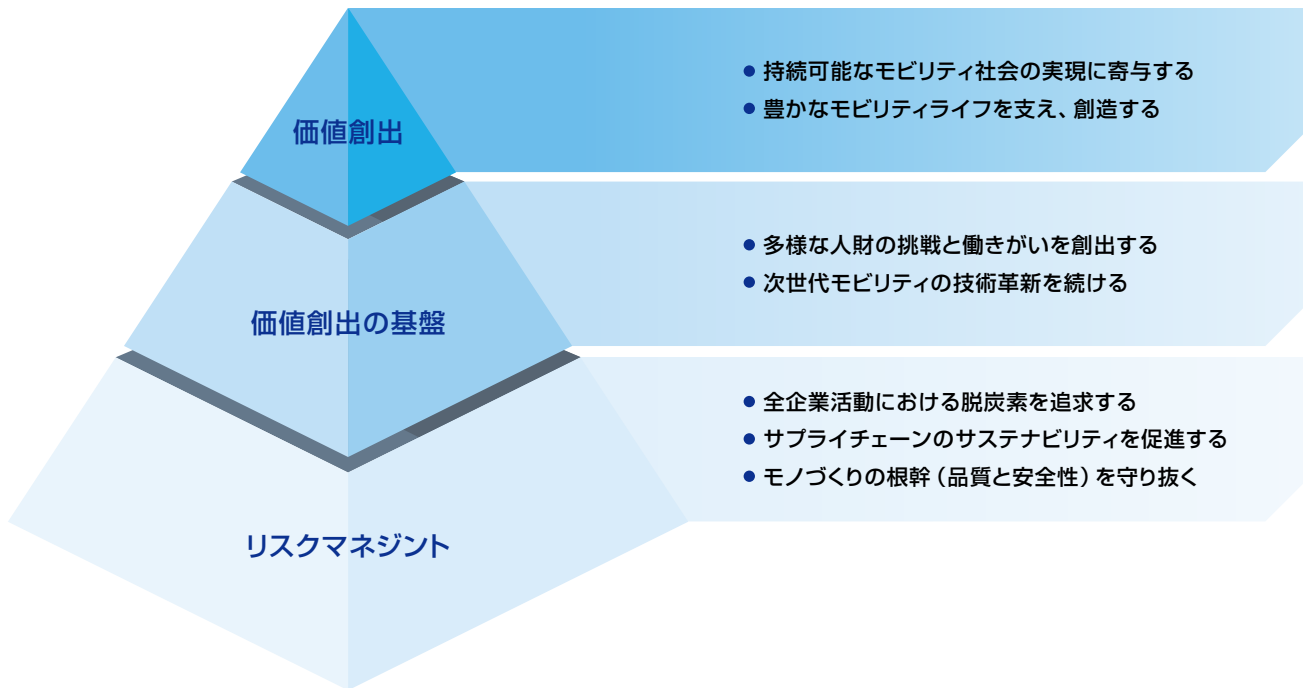 価値創出
● 持続可能なモビリティ社会の実現に寄与する
● 豊かなモビリティライフを支え、創造する
価値創出の基盤
● 多様な人財の挑戦と働きがいを創出する
● 次世代モビリティの技術革新を続ける
リスクマネジント
● 全企業活動における脱炭素を追求する
● サプライチェーンのサステナビリティを促進する
● モノづくりの根幹（品質と安全性）を守り抜く